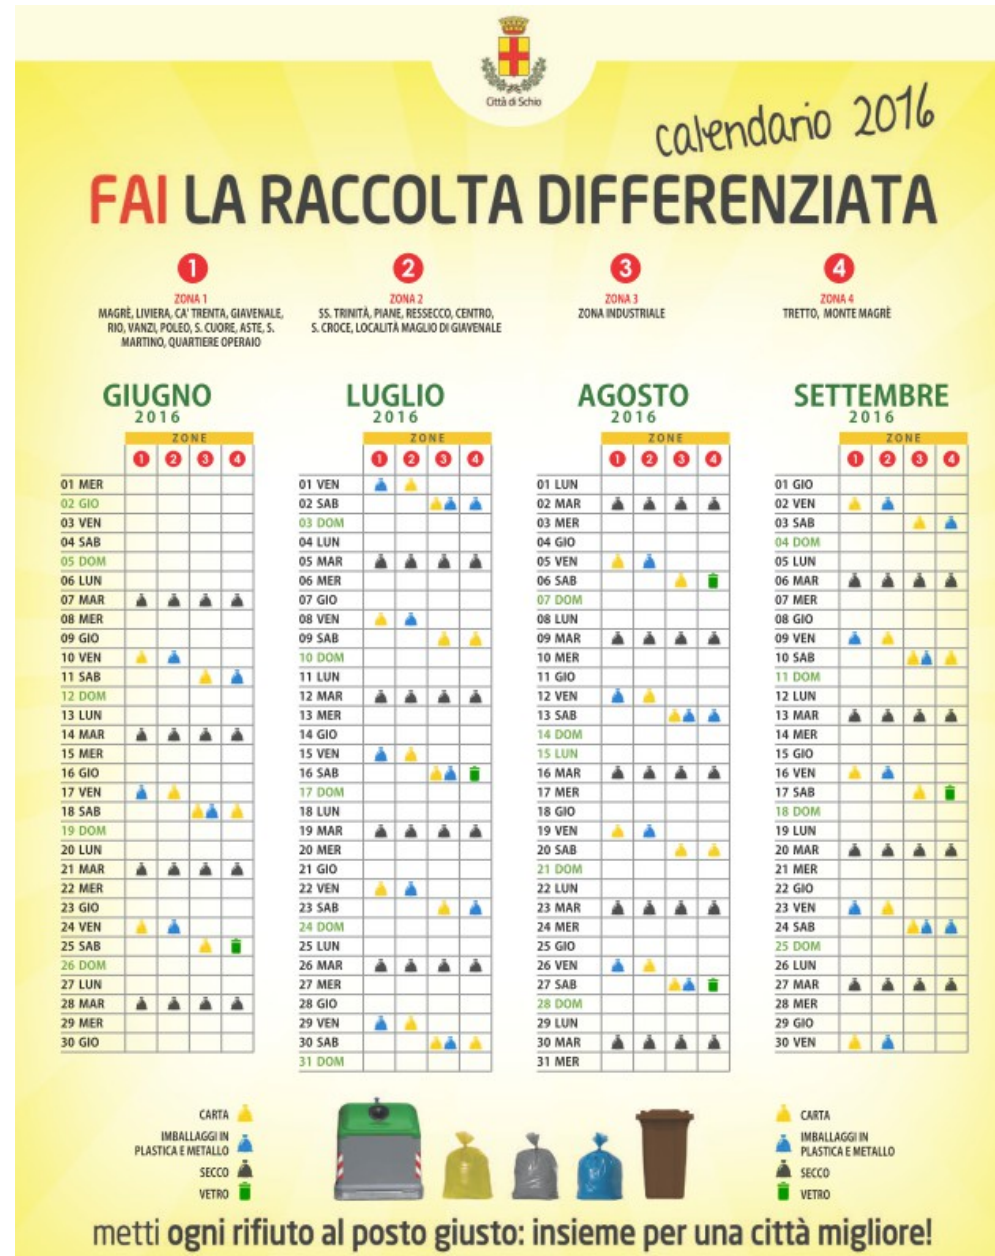 Città di Schio
calendario 2016
FAI LA RACCOLTA DIFFERENZIATA
1
ZONA 1
MAGRÈ, LIVIERA, CA' TRENTA, GIAVENALE,
RIO, VANZI, POLEO, S. CUORE, ASTE, S.
MARTINO, QUARTIERE OPERAIO
2
ZONA 2
SS. TRINITÀ, PIANE, RESSECCO, CENTRO,
S. CROCE, LOCALITÀ MAGLIO DI GIAVENALE
3
ZONA 3
ZONA INDUSTRIALE
4
ZONA 4
TRETTO, MONTE MAGRÈ
GIUGNO
2016
ZONE
1 2 3 4
01 MER
02 GIO
03 VEN
04 SAB
05 DOM
06 LUN
07 MAR
08 MER
09 GIO
10 VEN
11 SAB
12 DOM
13 LUN
14 MAR
15 MER
16 GIO
17 VEN
18 SAB
19 DOM
20 LUN
21 MAR
22 MER
23 GIO
24 VEN
25 SAB
26 DOM
27 LUN
28 MAR
29 MER
30 GIO
LUGLIO
2016
ZONE
1 2 3 4
01 VEN
02 SAB
03 DOM
04 LUN
05 MAR
06 MER
07 GIO
08 VEN
09 SAB
10 DOM
11 LUN
12 MAR
13 MER
14 GIO
15 VEN
16 SAB
17 DOM
18 LUN
19 MAR
20 MER
21 GIO
22 VEN
23 SAB
24 DOM
25 LUN
26 MAR
27 MER
28 GIO
29 VEN
30 SAB
31 DOM
AGOSTO
2016
ZONE
1 2 3 4
01 LUN
02 MAR
03 MER
04 GIO
05 VEN
06 SAB
07 DOM
08 LUN
09 MAR
10 MER
11 GIO
12 VEN
13 SAB
14 DOM
15 LUN
16 MAR
17 MER
18 GIO
19 VEN
20 SAB
21 DOM
22 LUN
23 MAR
24 MER
25 GIO
26 VEN
27 SAB
28 DOM
29 LUN
30 MAR
31 MER
SETTEMBRE
2016
ZONE
1 2 3 4
01 GIO
02 VEN
03 SAB
04 DOM
05 LUN
06 MAR
07 MER
08 GIO
09 VEN
10 SAB
11 DOM
12 LUN
13 MAR
14 MER
15 GIO
16 VEN
17 SAB
18 DOM
19 LUN
20 MAR
21 MER
22 GIO
23 VEN
24 SAB
25 DOM
26 LUN
27 MAR
28 MER
29 GIO
30 VEN
CARTA
IMBALLAGGI IN
PLASTICA E METALLO
SECCO
VETRO
CARTA
IMBALLAGGI IN
PLASTICA E METALLO
SECCO
VETRO
metti ogni rifiuto al posto giusto: insieme per una città migliore!